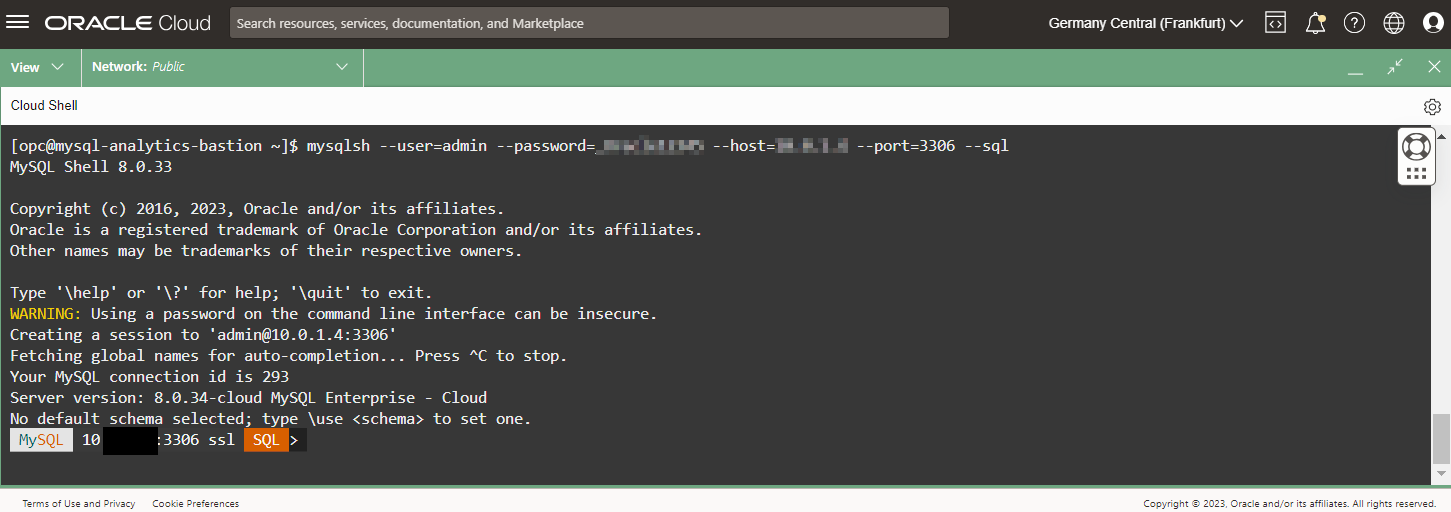 ORACLE Cloud
Search resources, services, documentation, and Marketplace
Germany Central (Frankfurt)
View
Network: Public
Cloud Shell
[opc@mysql-analytics-bastion ~]$ mysqlsh --user=admin --password= --host= --port=3306 --sql
MySQL Shell 8.0.33
Copyright (c) 2016, 2023, Oracle and/or its affiliates.
Oracle is a registered trademark of Oracle Corporation and/or its affiliates.
Other names may be trademarks of their respective owners.
Type '\help' or '\?' for help; '\quit' to exit.
WARNING: Using a password on the command line interface can be insecure.
Creating a session to 'admin@10.0.1.4:3306'
Fetching global names for auto-completion... Press ^C to stop.
Your MySQL connection id is 293
Server version: 8.0.34-cloud MySQL Enterprise - Cloud
No default schema selected; type \use <schema> to set one.
MySQL 10 :3306 ssl SQL >
Terms of Use and Privacy Cookie Preferences
Copyright © 2023, Oracle and/or its affiliates. All rights reserved.